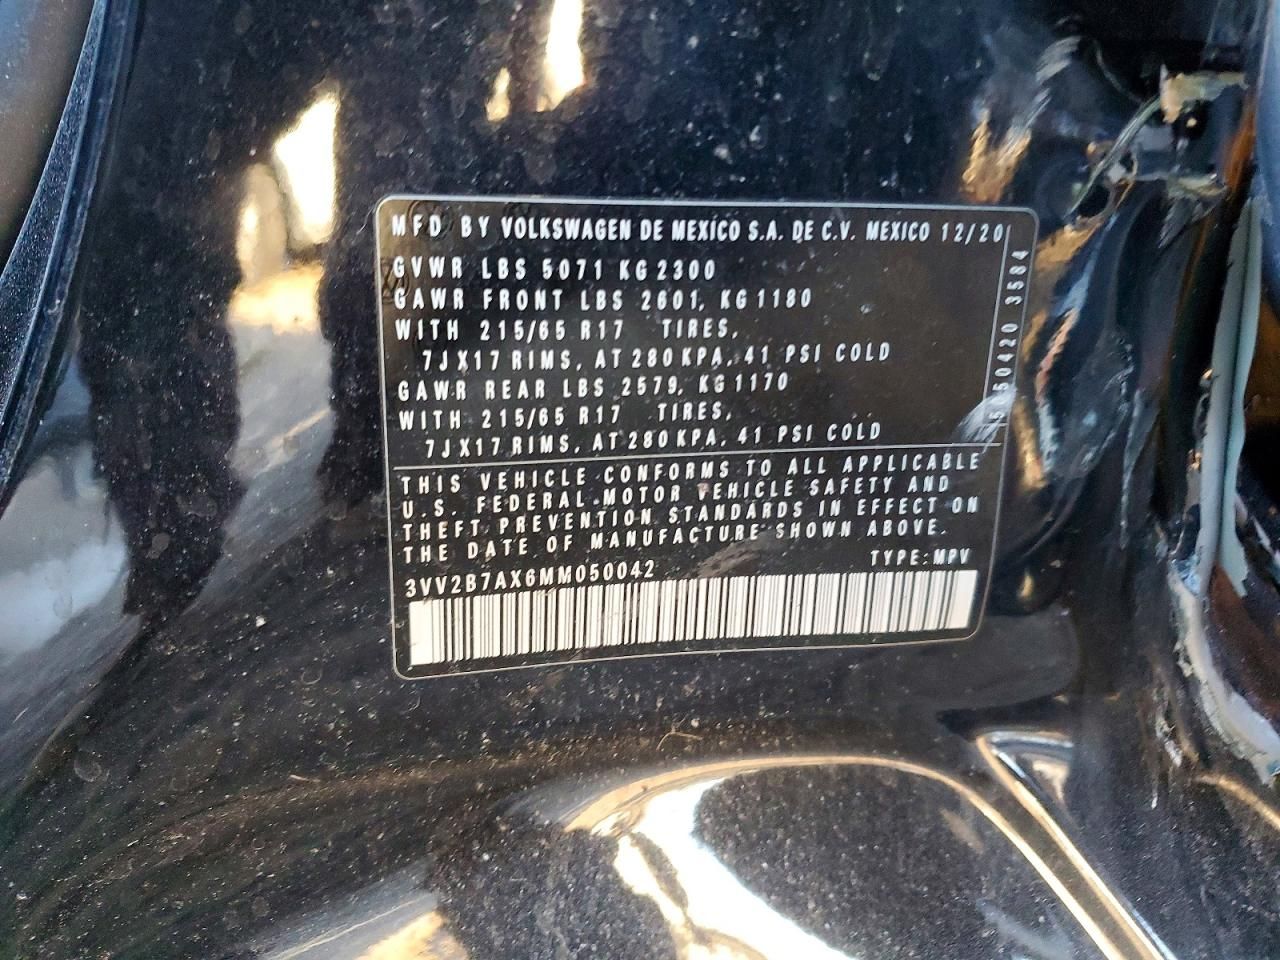 MFD BY VOLKSWAGEN DE MEXICO S.A. DE C.V. MEXICO 12/20
GVWR LBS 5071 KG 2300
GAWR FRONT LBS 2601, KG 1180
WITH 215/65 R17 TIRES,
7JX17 RIMS, AT 280 KPA, 41 PSI COLD
GAWR REAR LBS 2579, KG 1170
WITH 215/65 R17 TIRES,
7JX17 RIMS, AT 280 KPA, 41 PSI COLD
THIS VEHICLE CONFORMS TO ALL APPLICABLE
U.S. FEDERAL MOTOR VEHICLE SAFETY AND
THEFT PREVENTION STANDARDS IN EFFECT ON
THE DATE OF MANUFACTURE SHOWN ABOVE.
TYPE: MPV
3VV2B7AX6MM050042
3584